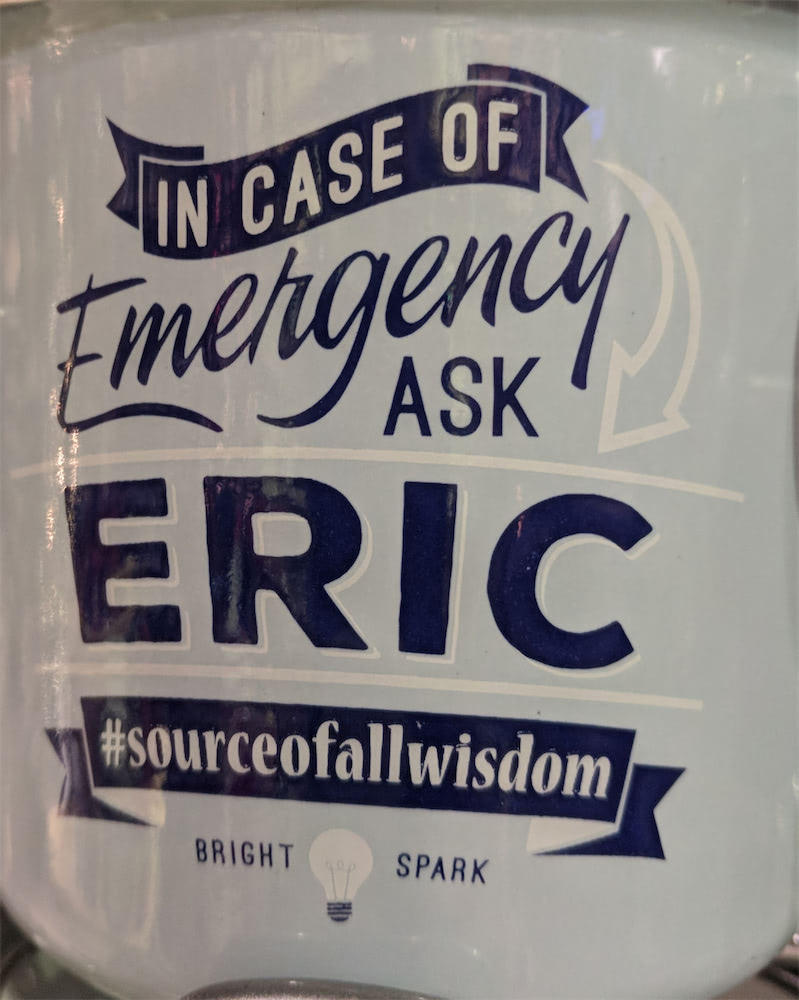 IN CASE OF
Emergency
ASK
ERIC
#sourceofallwisdom
BRIGHT SPARK